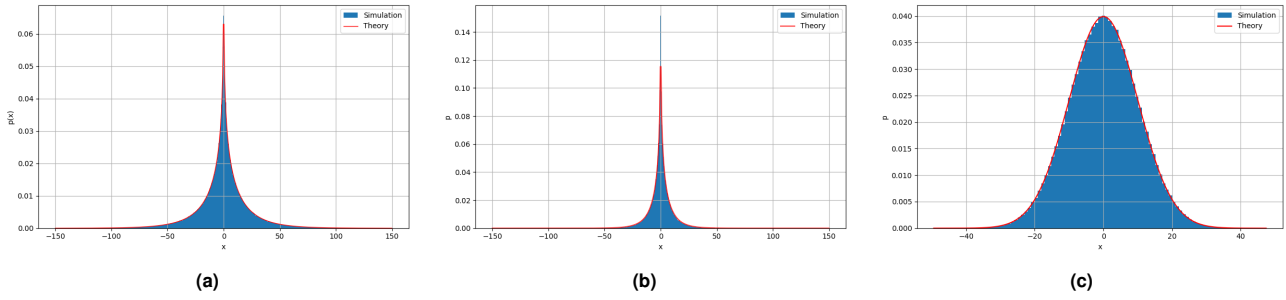 Simulation
Theory
p(x)
0.06
0.05
0.04
0.03
0.02
0.01
0.00
−150 −100 −50 0 50 100 150
x
(a)
Simulation
Theory
p
0.14
0.12
0.10
0.08
0.06
0.04
0.02
0.00
−150 −100 −50 0 50 100 150
x
(b)
Simulation
Theory
p
0.040
0.035
0.030
0.025
0.020
0.015
0.010
0.005
0.000
−40 −20 0 20 40
x
(c)